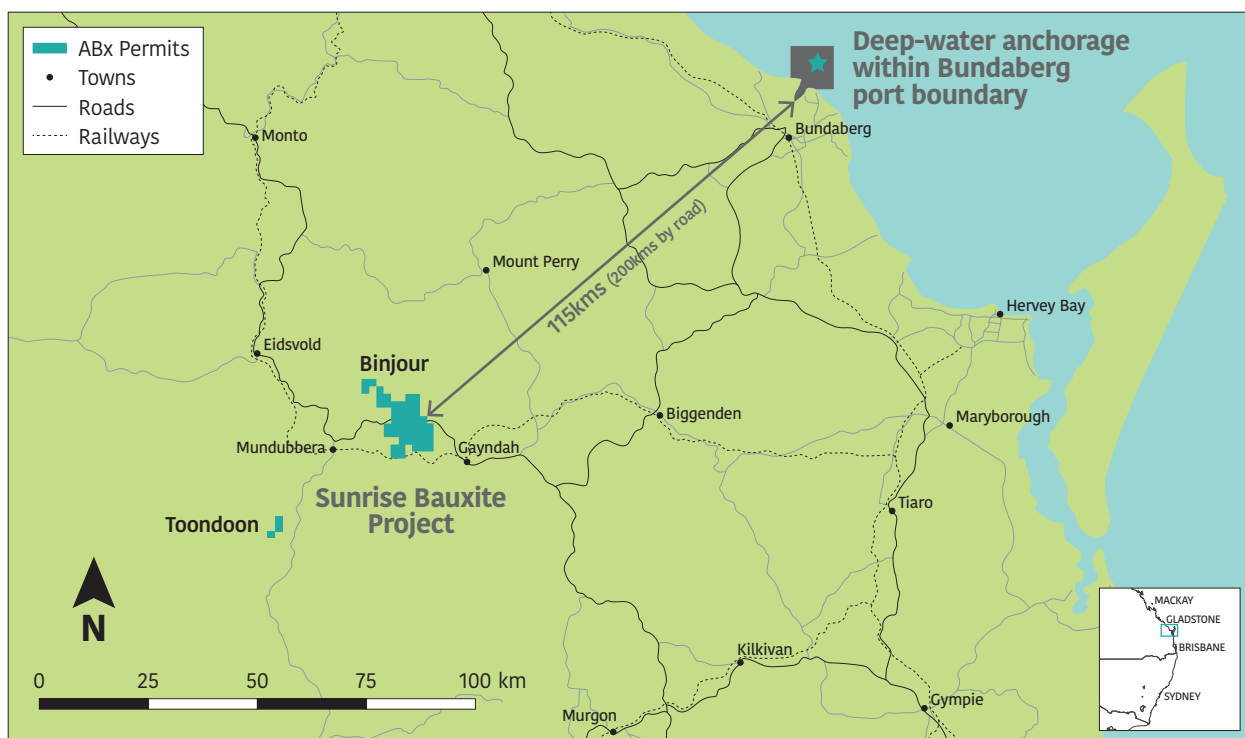 ABx Permits
Towns
Roads
Railways
Deep-water anchorage
within Bundaberg
port boundary
Monto
Bundaberg
115kms (200kms by road)
Mount Perry
Hervey Bay
Eidsvold
Binjour
Biggenden
Maryborough
Mundubbera
Gayndah
Sunrise Bauxite
Project
Toondoon
Tiaro
N
MACKAY
GLADSTONE
BRISBANE
SYDNEY
Kilkivan
0 25 50 75 100 km
Gympie
Murgon